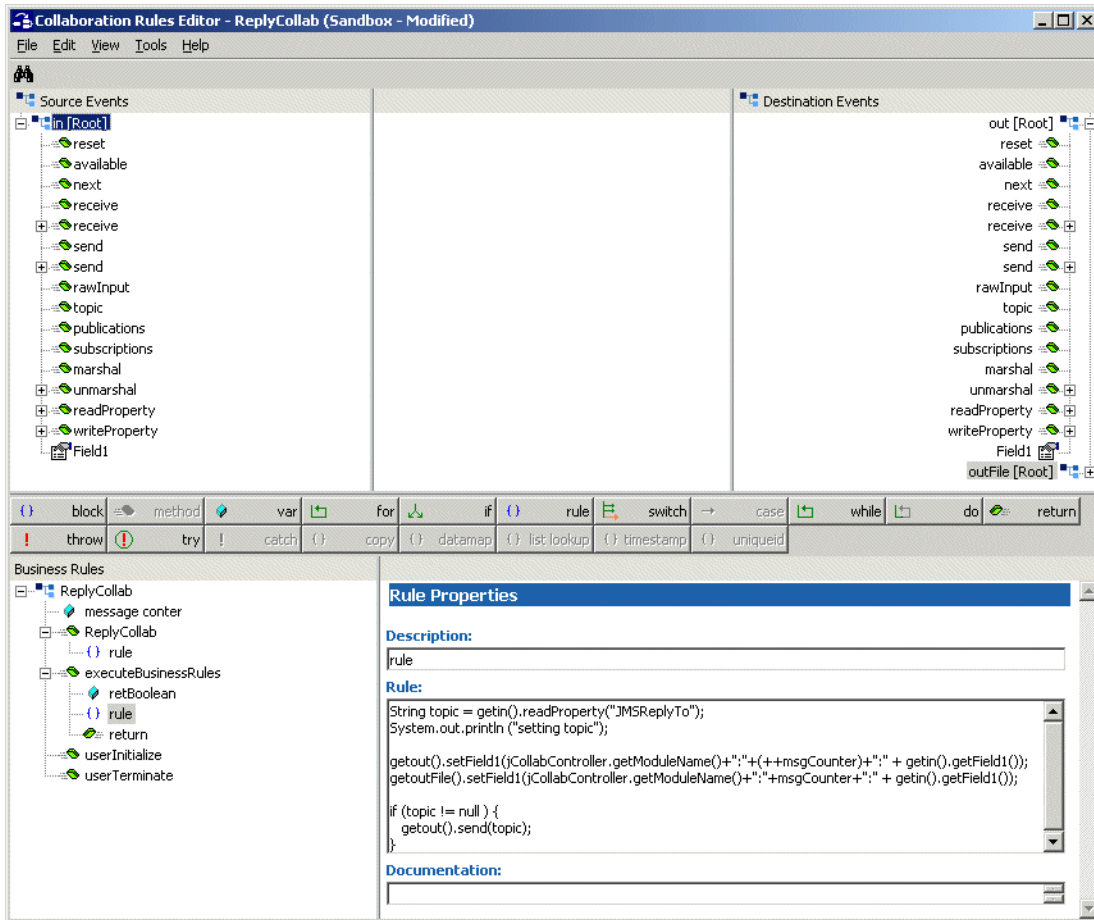 Collaboration Rules Editor - ReplyCollab (Sandbox - Modified)
File Edit View Tools Help
Source Events
in [Root]
reset
available
next
receive
receive
send
send
rawInput
topic
publications
subscriptions
marshal
unmarshal
readProperty
writeProperty
Field1
Destination Events
out [Root]
reset
available
next
receive
receive
send
send
rawInput
topic
publications
subscriptions
marshal
unmarshal
readProperty
writeProperty
Field1
outFile [Root]
{} block method var for if {} rule switch case while do return
! throw try ! catch {} copy {} datamap {} list lookup {} timestamp {} uniqueid
Business Rules
ReplyCollab
message conter
ReplyCollab
{} rule
executeBusinessRules
retBoolean
{} rule
return
userInitialize
userTerminate
Rule Properties
Description:
rule
Rule:
String topic = getin().readProperty("JMSReplyTo");
System.out.println ("setting topic");
getout().setField1(jCollabController.getModuleName()+":"+(++msgCounter)+":" + getin().getField1());
getoutFile().setField1(jCollabController.getModuleName()+":"+msgCounter+":" + getin().getField1());
if (topic != null ) {
getout().send(topic);
}
Documentation: